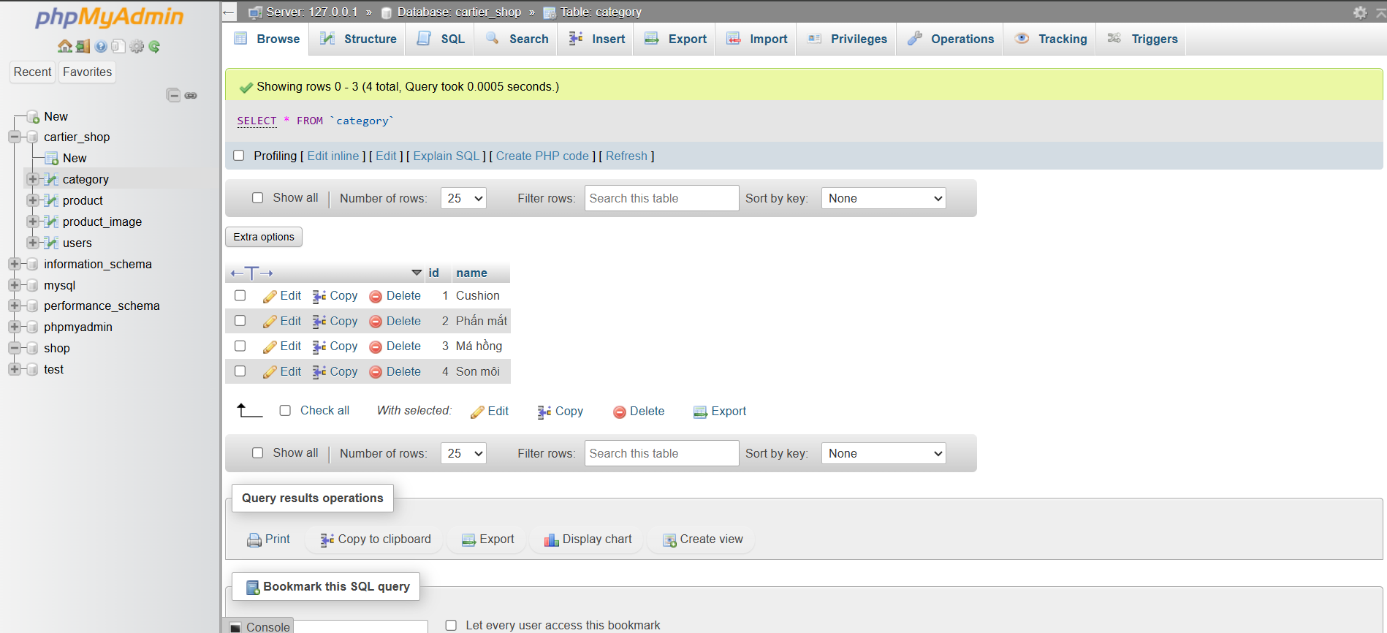 phpMyAdmin
Recent Favorites
New
cartier_shop
New
category
product
product_image
users
information_schema
mysql
performance_schema
phpmyadmin
shop
test
Server: 127.0.0.1 » Database: cartier_shop » Table: category
Browse Structure SQL Search Insert Export Import Privileges Operations Tracking Triggers
Showing rows 0 - 3 (4 total, Query took 0.0005 seconds.)
SELECT * FROM `category`
Profiling [ Edit inline ] [ Edit ] [ Explain SQL ] [ Create PHP code ] [ Refresh ]
Show all Number of rows: 25 Filter rows: Search this table Sort by key: None
Extra options
id name
Edit Copy Delete 1 Cushion
Edit Copy Delete 2 Phấn mắt
Edit Copy Delete 3 Má hồng
Edit Copy Delete 4 Son môi
Check all With selected: Edit Copy Delete Export
Show all Number of rows: 25 Filter rows: Search this table Sort by key: None
Query results operations
Print Copy to clipboard Export Display chart Create view
Bookmark this SQL query
Console Let every user access this bookmark